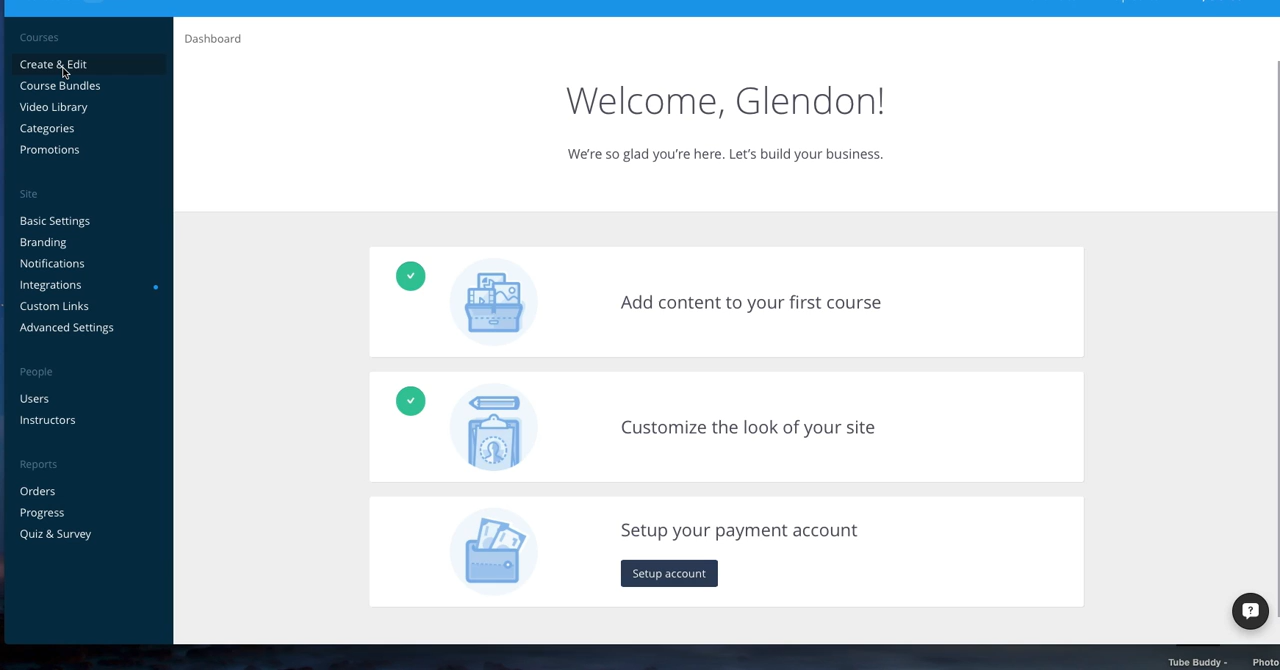 Courses
Create & Edit
Course Bundles
Video Library
Categories
Promotions
Site
Basic Settings
Branding
Notifications
Integrations
Custom Links
Advanced Settings
People
Users
Instructors
Reports
Orders
Progress
Quiz & Survey
Dashboard
Welcome, Glendon!
We're so glad you're here. Let's build your business.
Add content to your first course
Customize the look of your site
Setup your payment account
Setup account
?
Tube Buddy - Photo